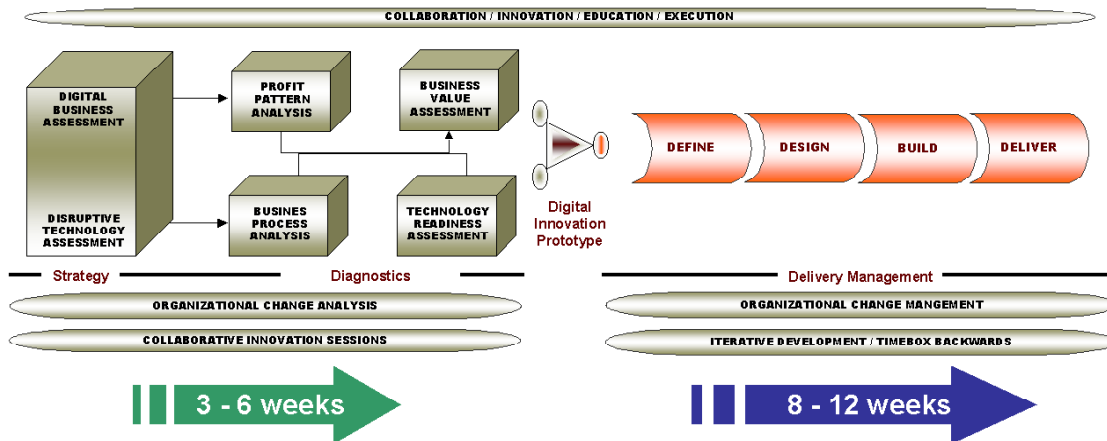 COLLABORATION / INNOVATION / EDUCATION / EXECUTION
DIGITAL
BUSINESS
ASSESSMENT
DISRUPTIVE
TECHNOLOGY
ASSESSMENT
PROFIT
PATTERN
ANALYSIS
BUSINES
PROCESS
ANALYSIS
BUSINESS
VALUE
ASSESSMENT
TECHNOLOGY
READINESS
ASSESSMENT
Digital
Innovation
Prototype
DEFINE
DESIGN
BUILD
DELIVER
Strategy
Diagnostics
Delivery Management
ORGANIZATIONAL CHANGE ANALYSIS
COLLABORATIVE INNOVATION SESSIONS
ORGANIZATIONAL CHANGE MANGEMENT
ITERATIVE DEVELOPMENT / TIMEBOX BACKWARDS
3 - 6 weeks
8 - 12 weeks